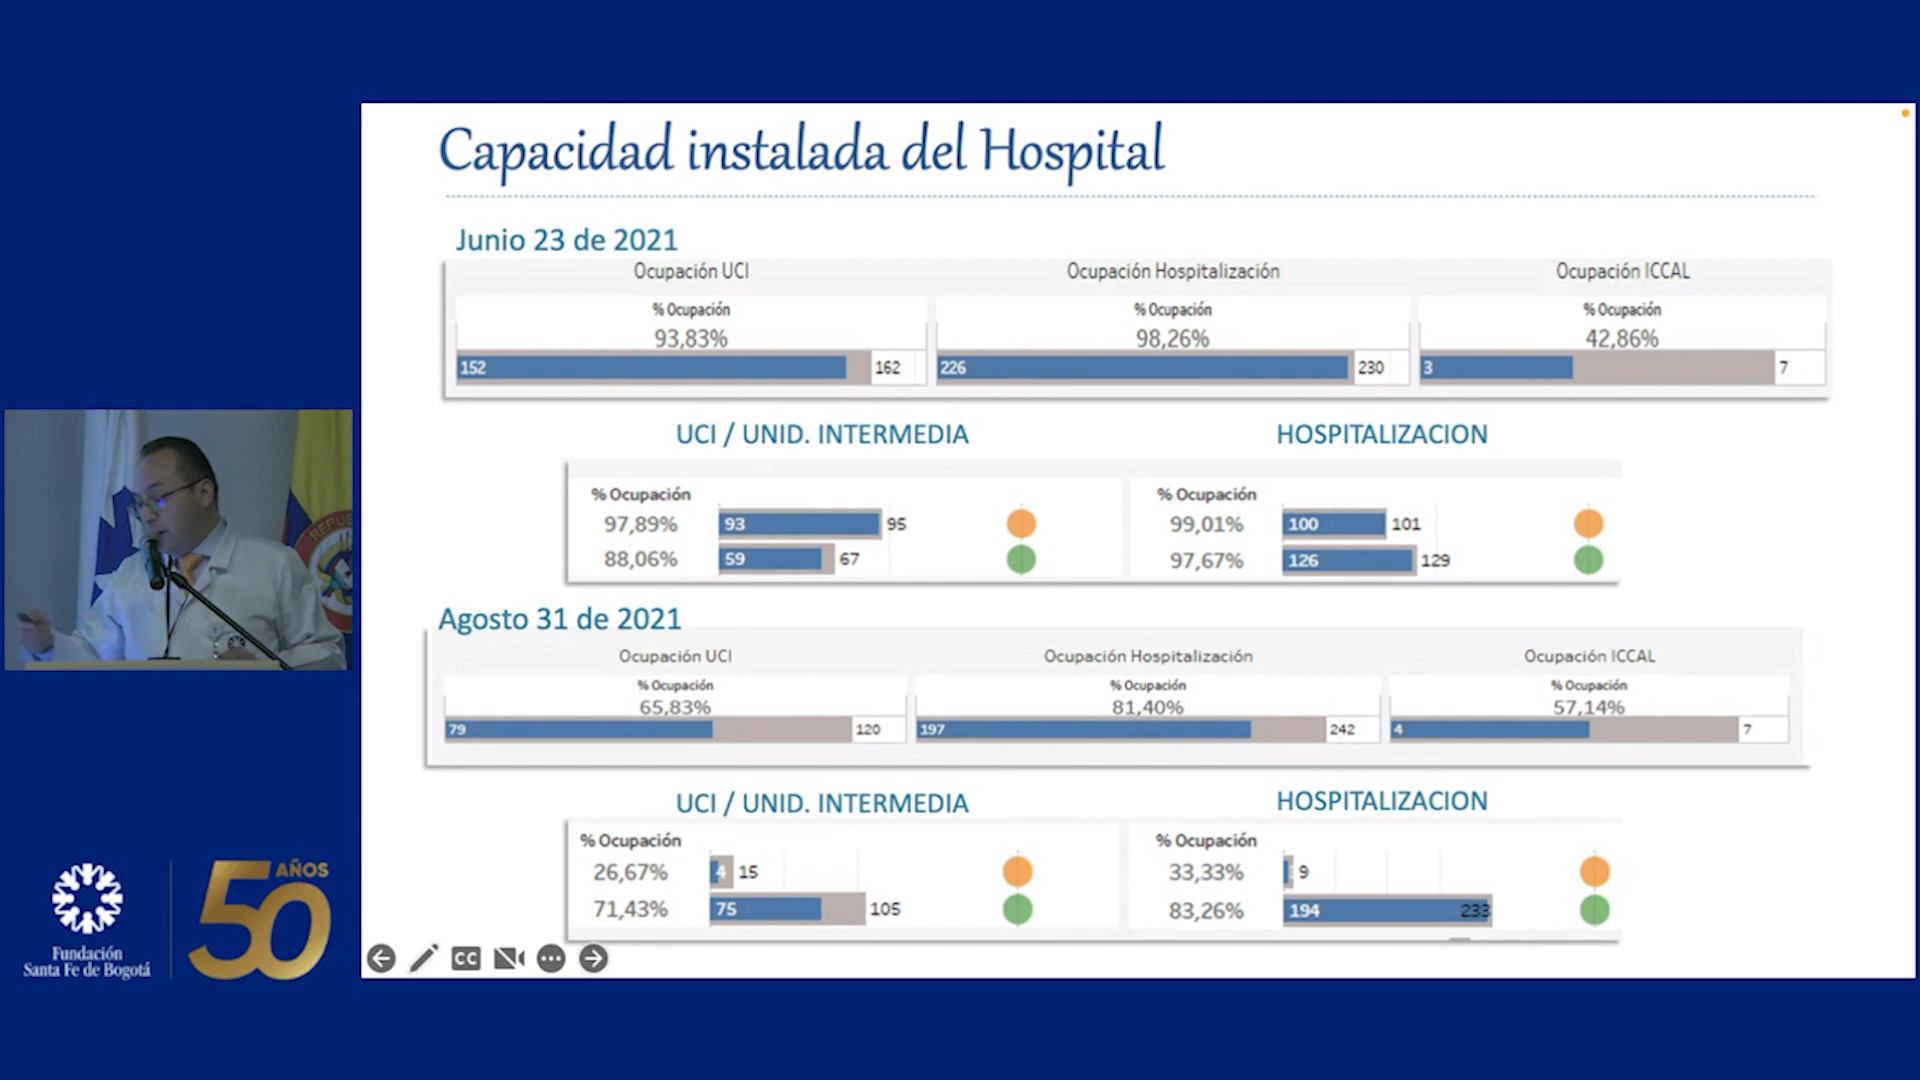 Capacidad instalada del Hospital
Junio 23 de 2021
Ocupación UCI
Ocupación Hospitalización
Ocupación ICCAL
% Ocupación
% Ocupación
% Ocupación
93,83%
98,26%
42,86%
152 162
226 230
3 7
UCI / UNID. INTERMEDIA
HOSPITALIZACION
% Ocupación
97,89% 93 95
88,06% 59 67
% Ocupación
99,01% 100 101
97,67% 126 129
Agosto 31 de 2021
Ocupación UCI
Ocupación Hospitalización
Ocupación ICCAL
% Ocupación
% Ocupación
% Ocupación
65,83%
81,40%
57,14%
79 120
197 242
4 7
UCI / UNID. INTERMEDIA
HOSPITALIZACION
% Ocupación
26,67% 4 15
71,43% 75 105
% Ocupación
33,33% 9
83,26% 194 233
CC
Fundación
Santa Fe de Bogotá
50 AÑOS